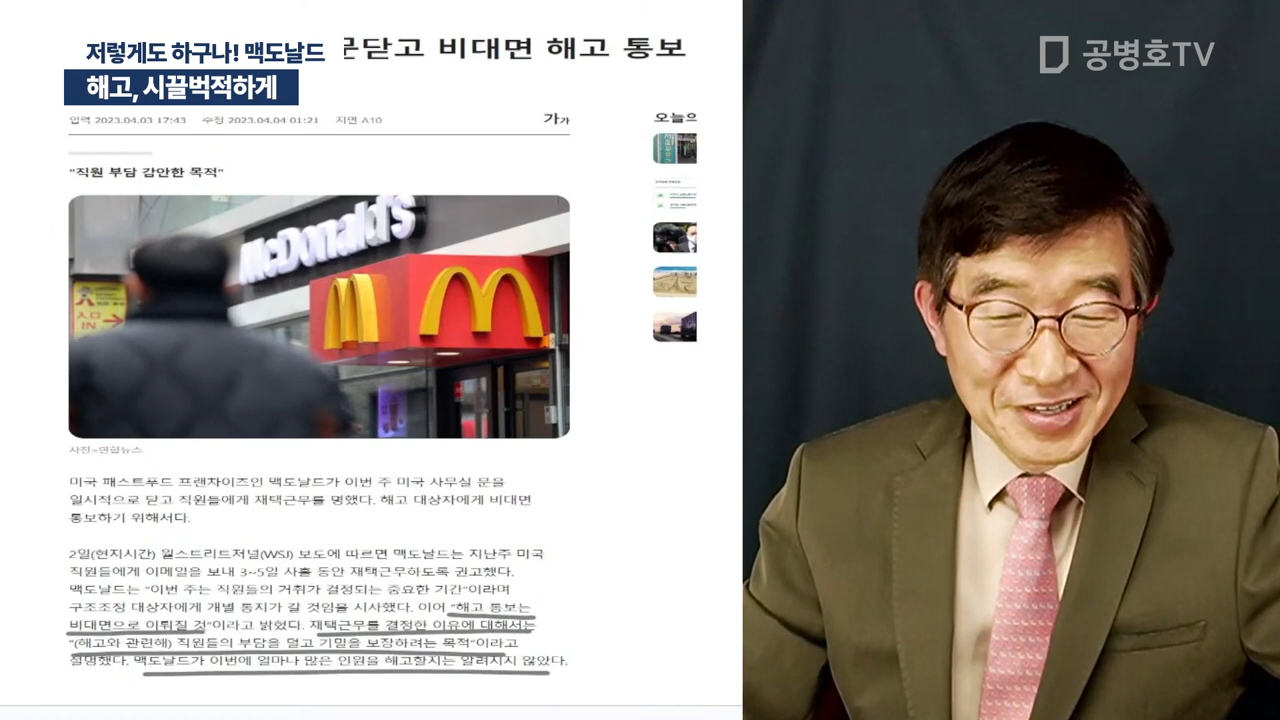 저렇게도 하구나! 맥도날드
해고, 시끌벅적하게
문닫고 비대면 해고 통보
공병호TV
입력 2023.04.03 17:43 수정 2023.04.04 01:21 지면 A10
가가
오늘의
"직원 부담 감안한 목적"
McDonald's
입구
IN
사진=연합뉴스
미국 패스트푸드 프랜차이즈인 맥도날드가 이번 주 미국 사무실 문을
일시적으로 닫고 직원들에게 재택근무를 명했다. 해고 대상자에게 비대면
통보하기 위해서다.
2일(현지시간) 월스트리트저널(WSJ) 보도에 따르면 맥도날드는 지난주 미국
직원들에게 이메일을 보내 3~5일 사흘 동안 재택근무하도록 권고했다.
맥도날드는 "이번 주는 직원들의 거취가 결정되는 중요한 기간"이라며
구조조정 대상자에게 개별 통지가 갈 것임을 시사했다. 이어 "해고 통보는
비대면으로 이뤄질 것"이라고 밝혔다. 재택근무를 결정한 이유에 대해서는
"(해고와 관련해) 직원들의 부담을 덜고 기밀을 보장하려는 목적"이라고
설명했다. 맥도날드가 이번에 얼마나 많은 인원을 해고할지는 알려지지 않았다.